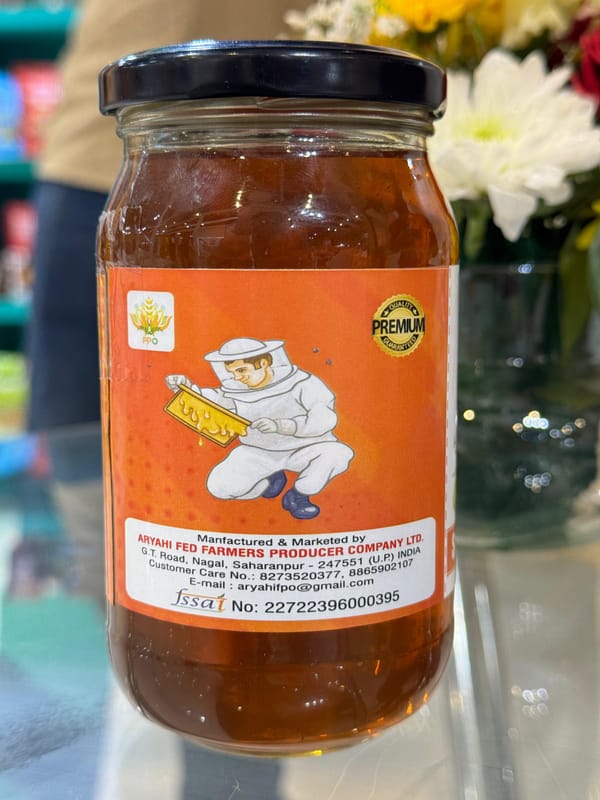 FPO
QUALITY
PREMIUM
GUARANTEED
Manfactured & Marketed by
ARYAHI FED FARMERS PRODUCER COMPANY LTD.
G.T. Road, Nagal, Saharanpur - 247551 (U.P.) INDIA
Customer Care No.: 8273520377, 8865902107
E-mail : aryahifpo@gmail.com
fssai No: 22722396000395